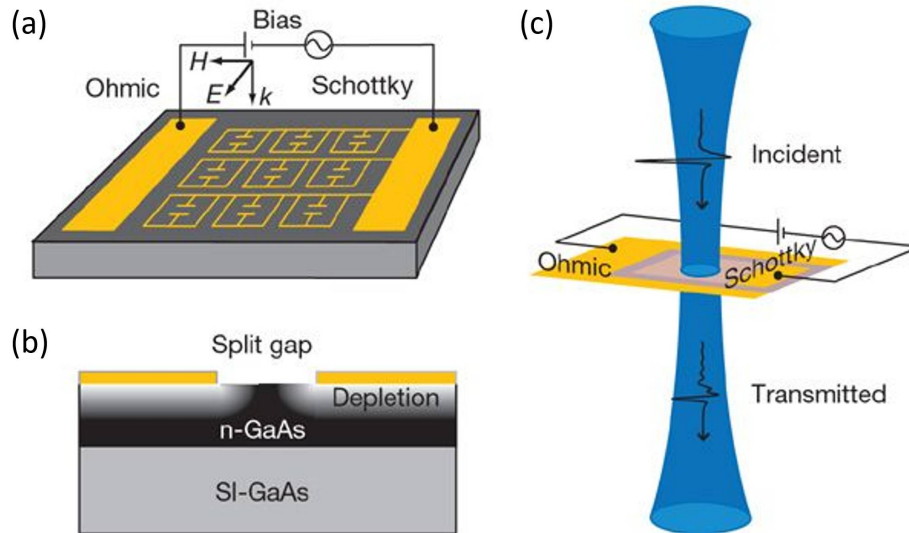 (a)
Bias
H
E
k
Ohmic
Schottky
(b)
Split gap
Depletion
n-GaAs
SI-GaAs
(c)
Incident
Ohmic
Schottky
Transmitted